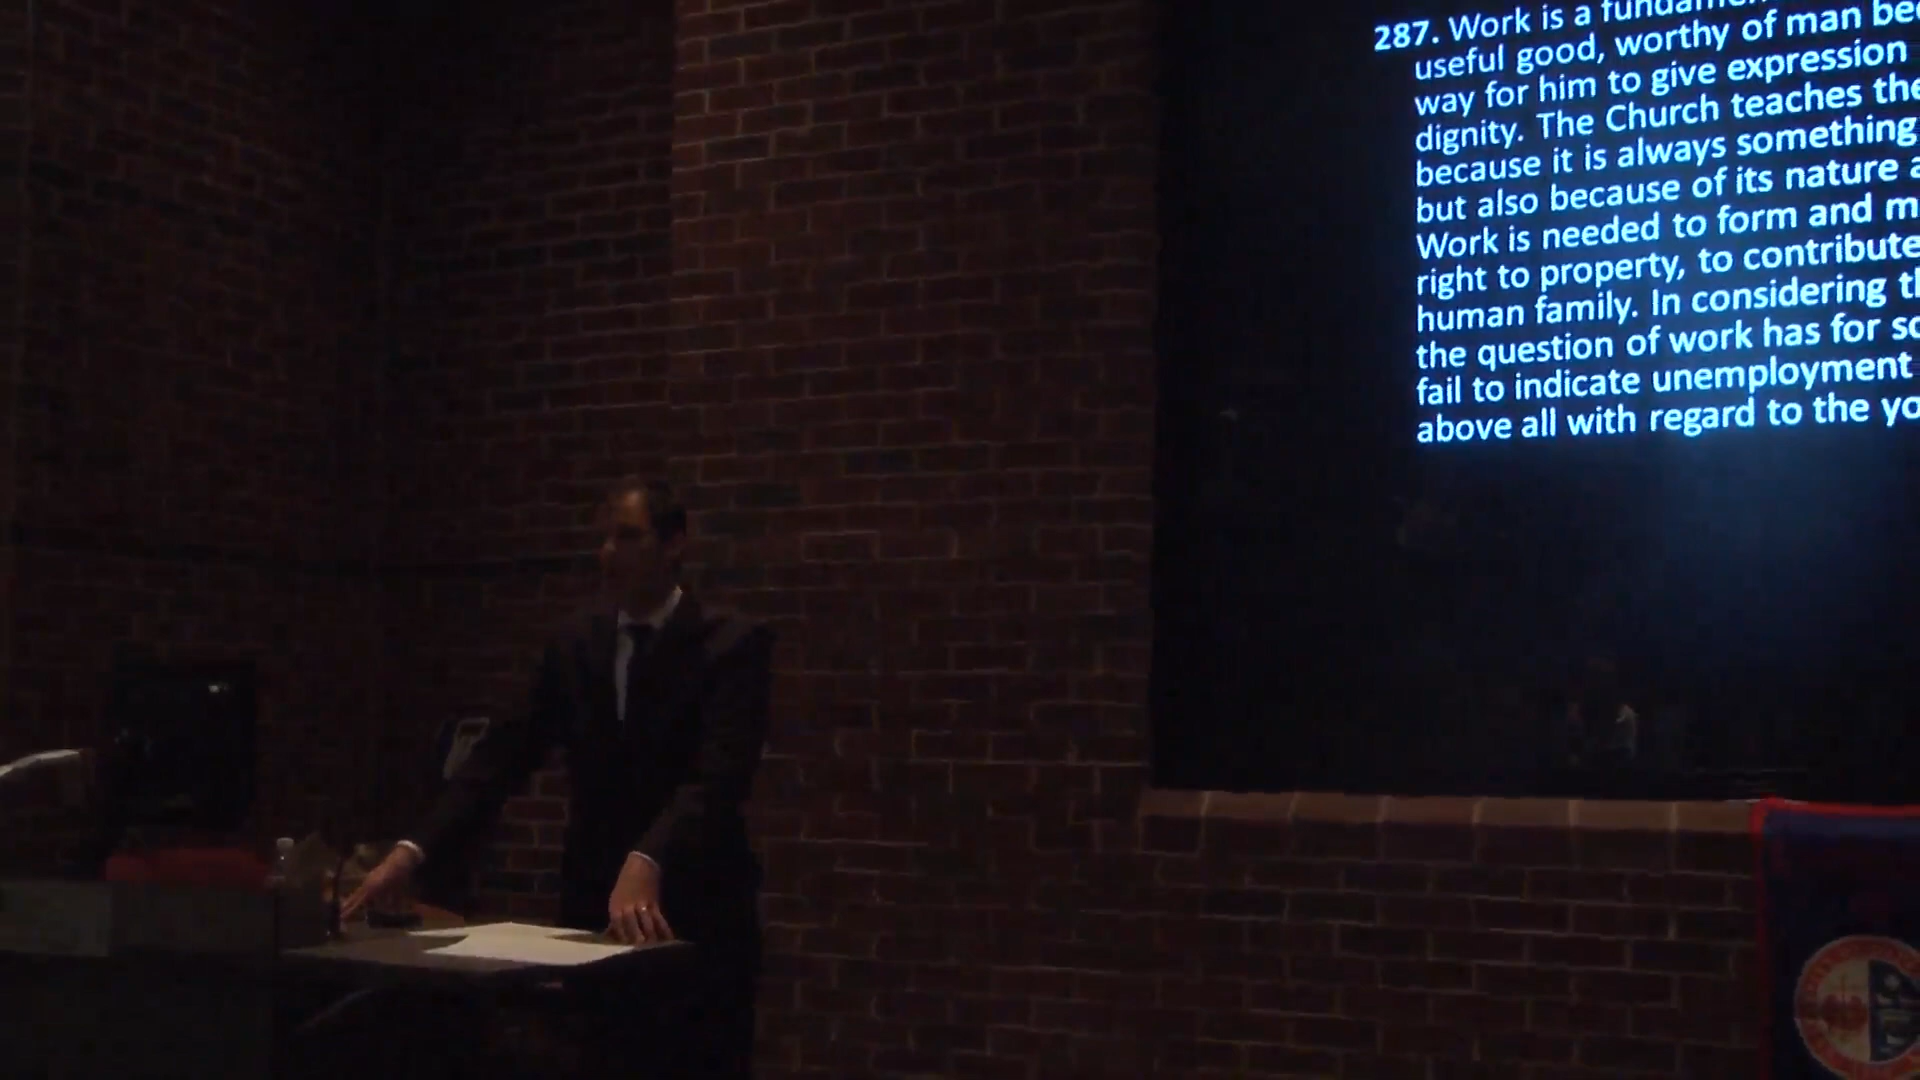 287. Work is a
useful good, worthy of man
way for him to give expression
dignity. The Church teaches the
because it is always something
but also because of its nature
Work is needed to form and
right to property, to contribute
human family. In considering
the question of work has for
fail to indicate unemployment
above all with regard to the